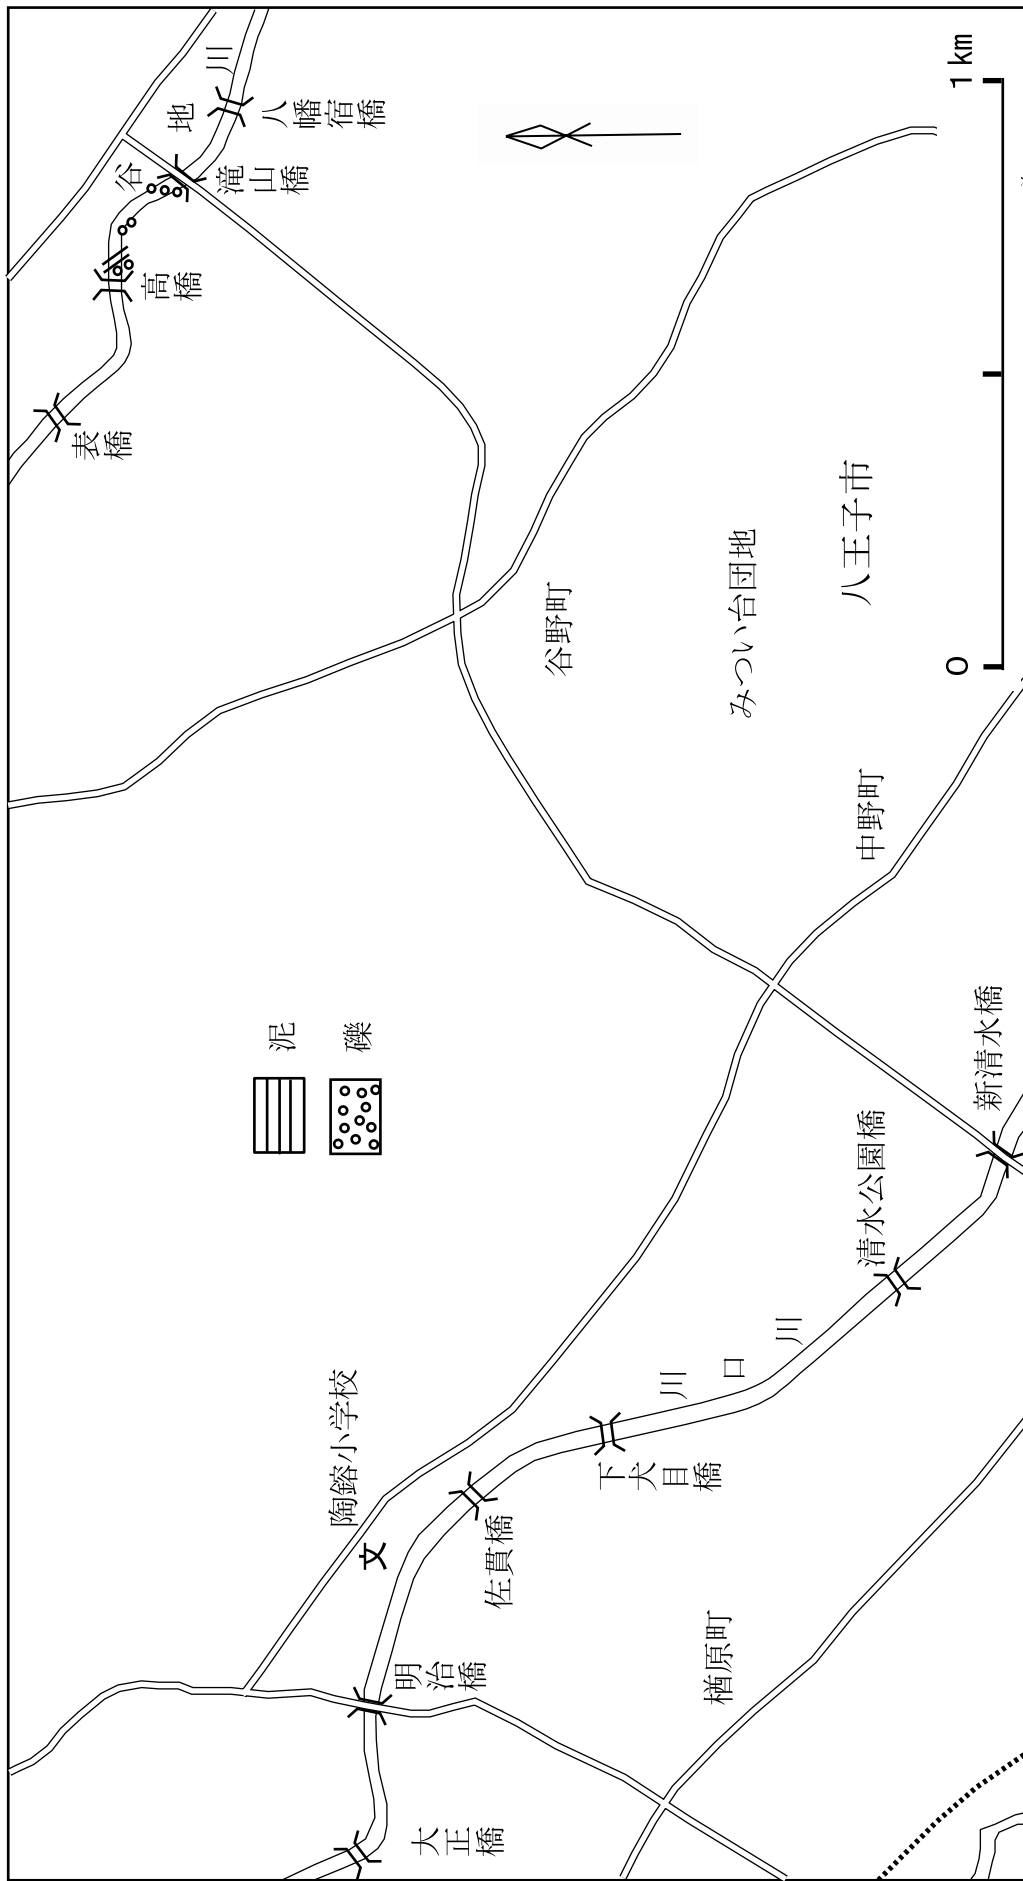 大正橋
明治橋
陶鎔小学校
文
佐貫橋
楢原町
下犬目橋
川口川
清水公園橋
新清水橋
泥
礫
中野町
谷野町
みつい台団地
八王子市
表橋
高橋
谷地川
滝山橋
八幡宿橋
0
1km